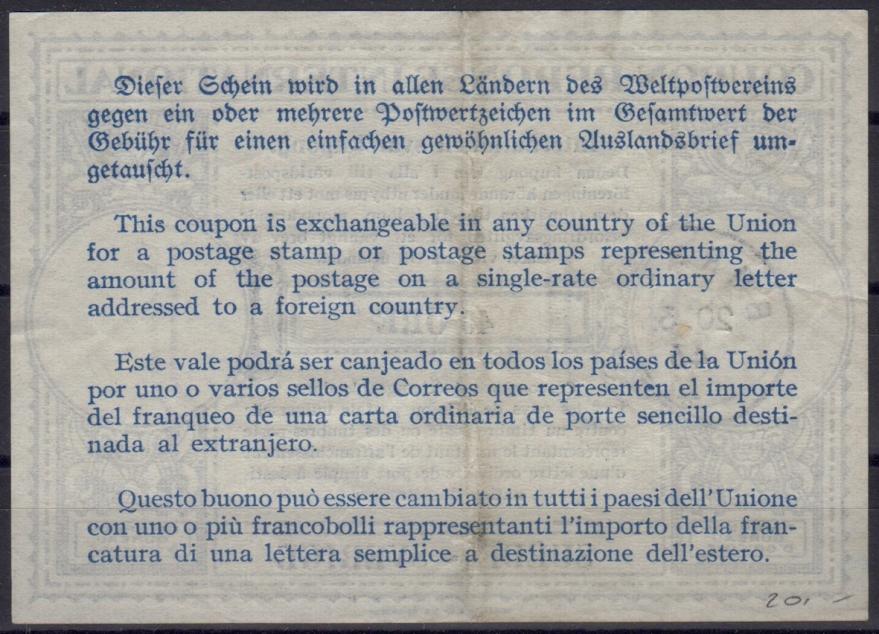 Dieser Schein wird in allen Ländern des Weltpostvereins
gegen ein oder mehrere Postwertzeichen im Gesamtwert der
Gebühr für einen einfachen gewöhnlichen Auslandsbrief um-
getauscht.
This coupon is exchangeable in any country of the Union
for a postage stamp or postage stamps representing the
amount of the postage on a single-rate ordinary letter
addressed to a foreign country.
Este vale podrá ser canjeado en todos los países de la Unión
por uno o varios sellos de Correos que representen el importe
del franqueo de una carta ordinaria de porte sencillo desti-
nada al extranjero.
Questo buono può essere cambiato in tutti i paesi dell'Unione
con uno o più francobolli rappresentanti l'importo della fran-
catura di una lettera semplice a destinazione dell'estero.
20,-